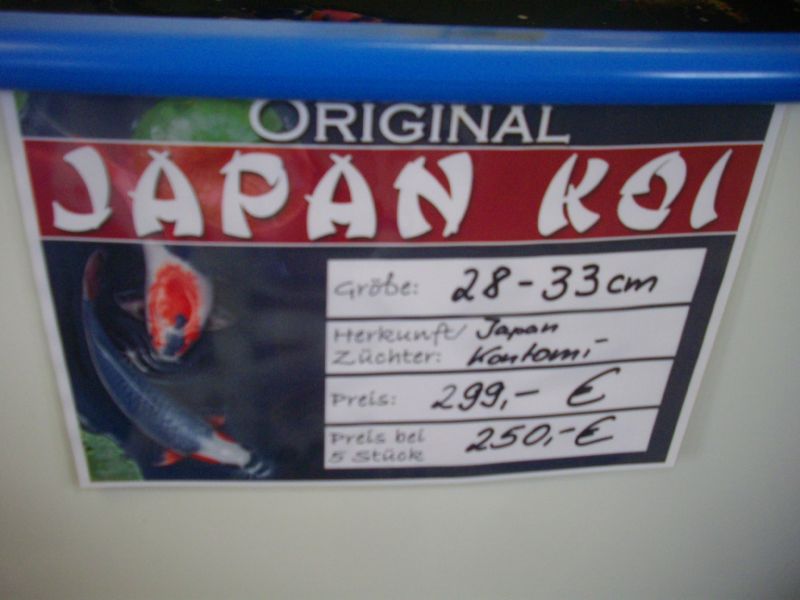 ORIGINAL
JAPAN KOI
Größe: 28-33cm
Herkunft/ Japan
Züchter:
Preis: 299,- €
Preis bei 250,-€
5 Stück